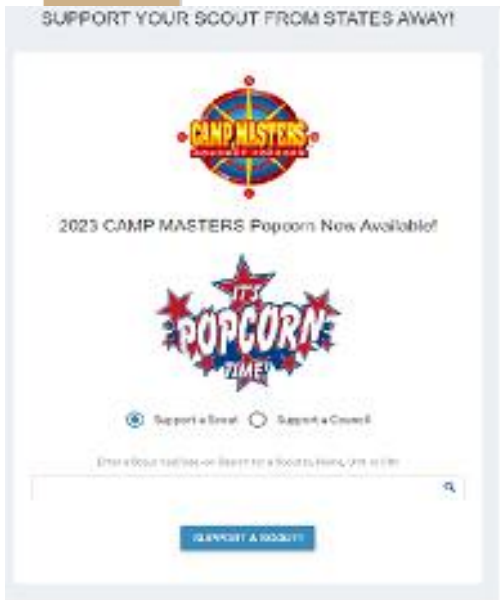 SUPPORT YOUR SCOUT FROM STATES AWAY!
CAMP MASTERS
2023 CAMP MASTERS Popcorn Now Available!
IT'S
POPCORN
TIME!
Support a Scout Support a Council
SUPPORT A SCOUT!